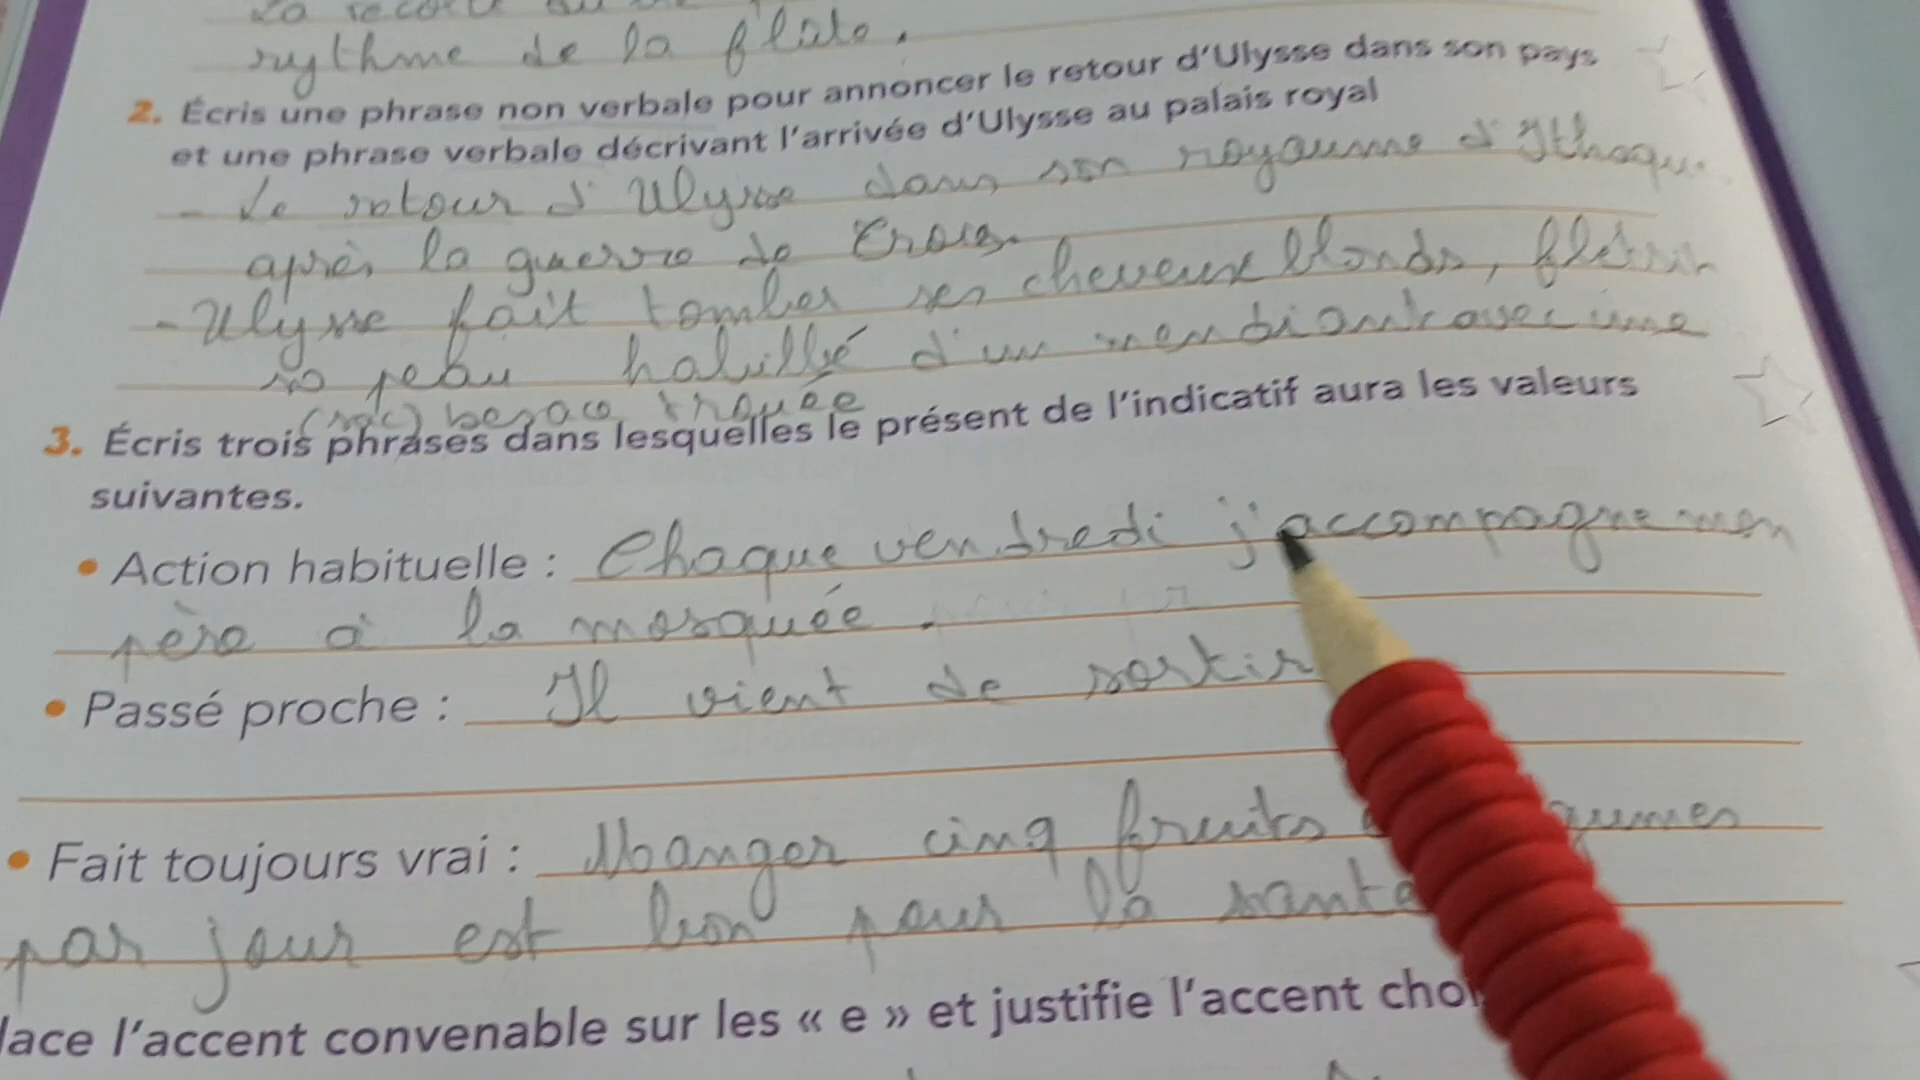 La
rythme de la flûte.
2. Écris une phrase non verbale pour annoncer le retour d'Ulysse dans son pays
et une phrase verbale décrivant l'arrivée d'Ulysse au palais royal
- Le retour d'Ulysse dans son royaume d'Ithaque
après la guerre de Troie.
- Ulysse fait tomber ses cheveux blonds, flétrir
sa peau habillé d'un mendiant avec une
(sac) besace trouée
3. Écris trois phrases dans lesquelles le présent de l'indicatif aura les valeurs
suivantes.
• Action habituelle : Chaque vendredi j'accompagne mon
père à la mosquée.
• Passé proche : Il vient de sortir
• Fait toujours vrai : Manger cinq fruits gumes
par jour est bon pour la santé
lace l'accent convenable sur les « e » et justifie l'accent choi